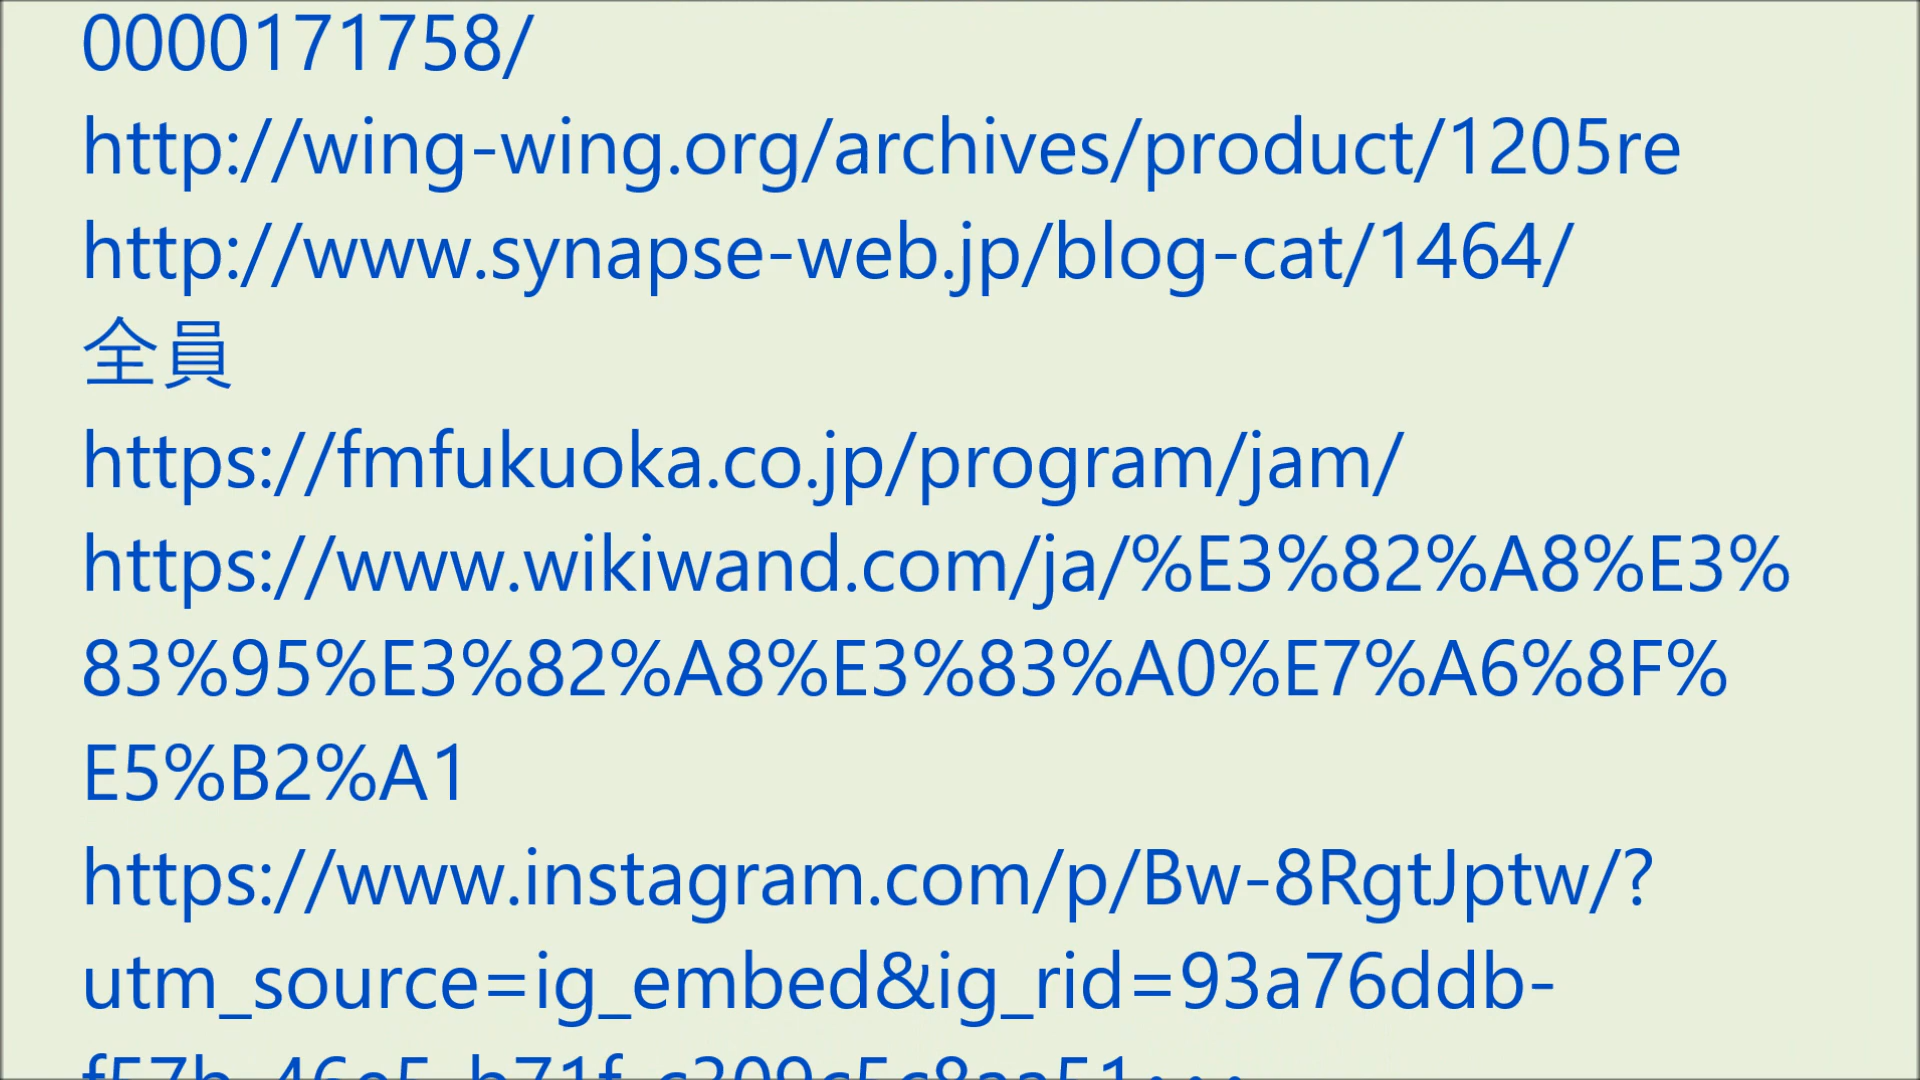 0000171758/
http://wing-wing.org/archives/product/1205re
http://www.synapse-web.jp/blog-cat/1464/
全員
https://fmfukuoka.co.jp/program/jam/
https://www.wikiwand.com/ja/%E3%82%A8%E3%
83%95%E3%82%A8%E3%83%A0%E7%A6%8F%
E5%B2%A1
https://www.instagram.com/p/Bw-8RgtJptw/?
utm_source=ig_embed&ig_rid=93a76ddb-